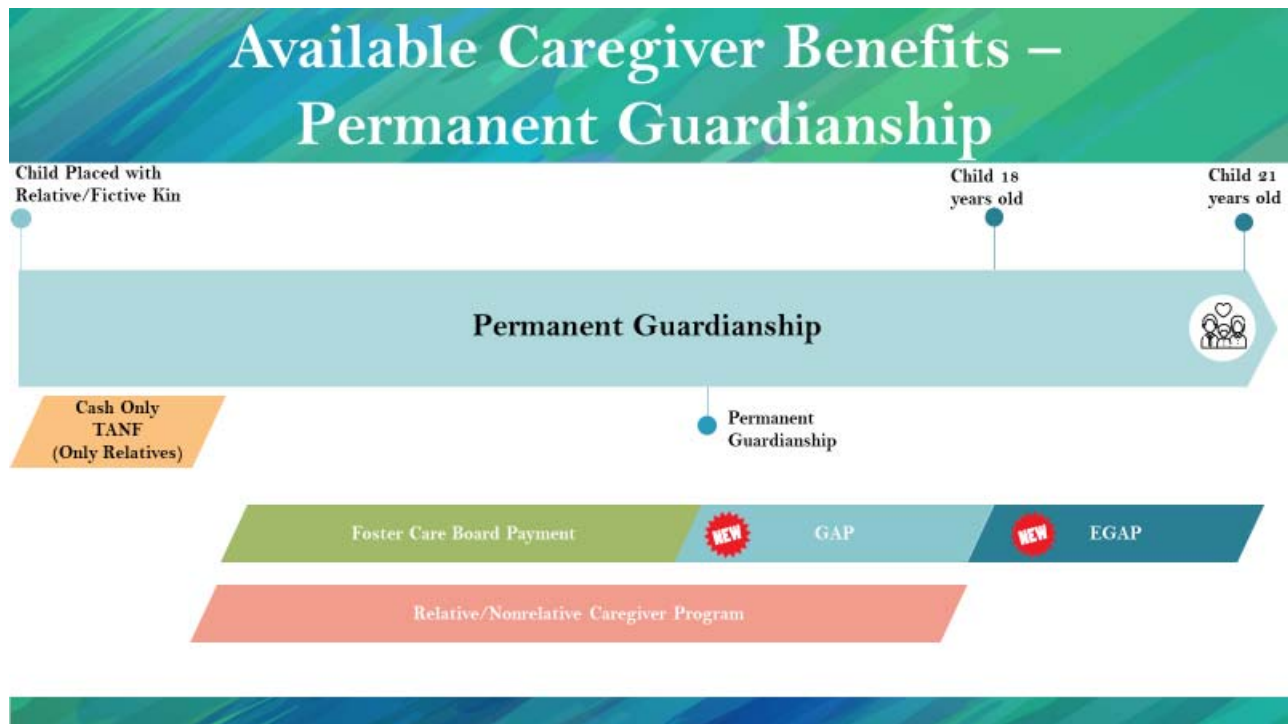 Available Caregiver Benefits –
Permanent Guardianship
Child Placed with
Relative/Fictive Kin
Child 18
years old
Child 21
years old
Permanent Guardianship
Cash Only
TANF
(Only Relatives)
Permanent
Guardianship
Foster Care Board Payment
NEW
GAP
NEW
EGAP
Relative/Nonrelative Caregiver Program